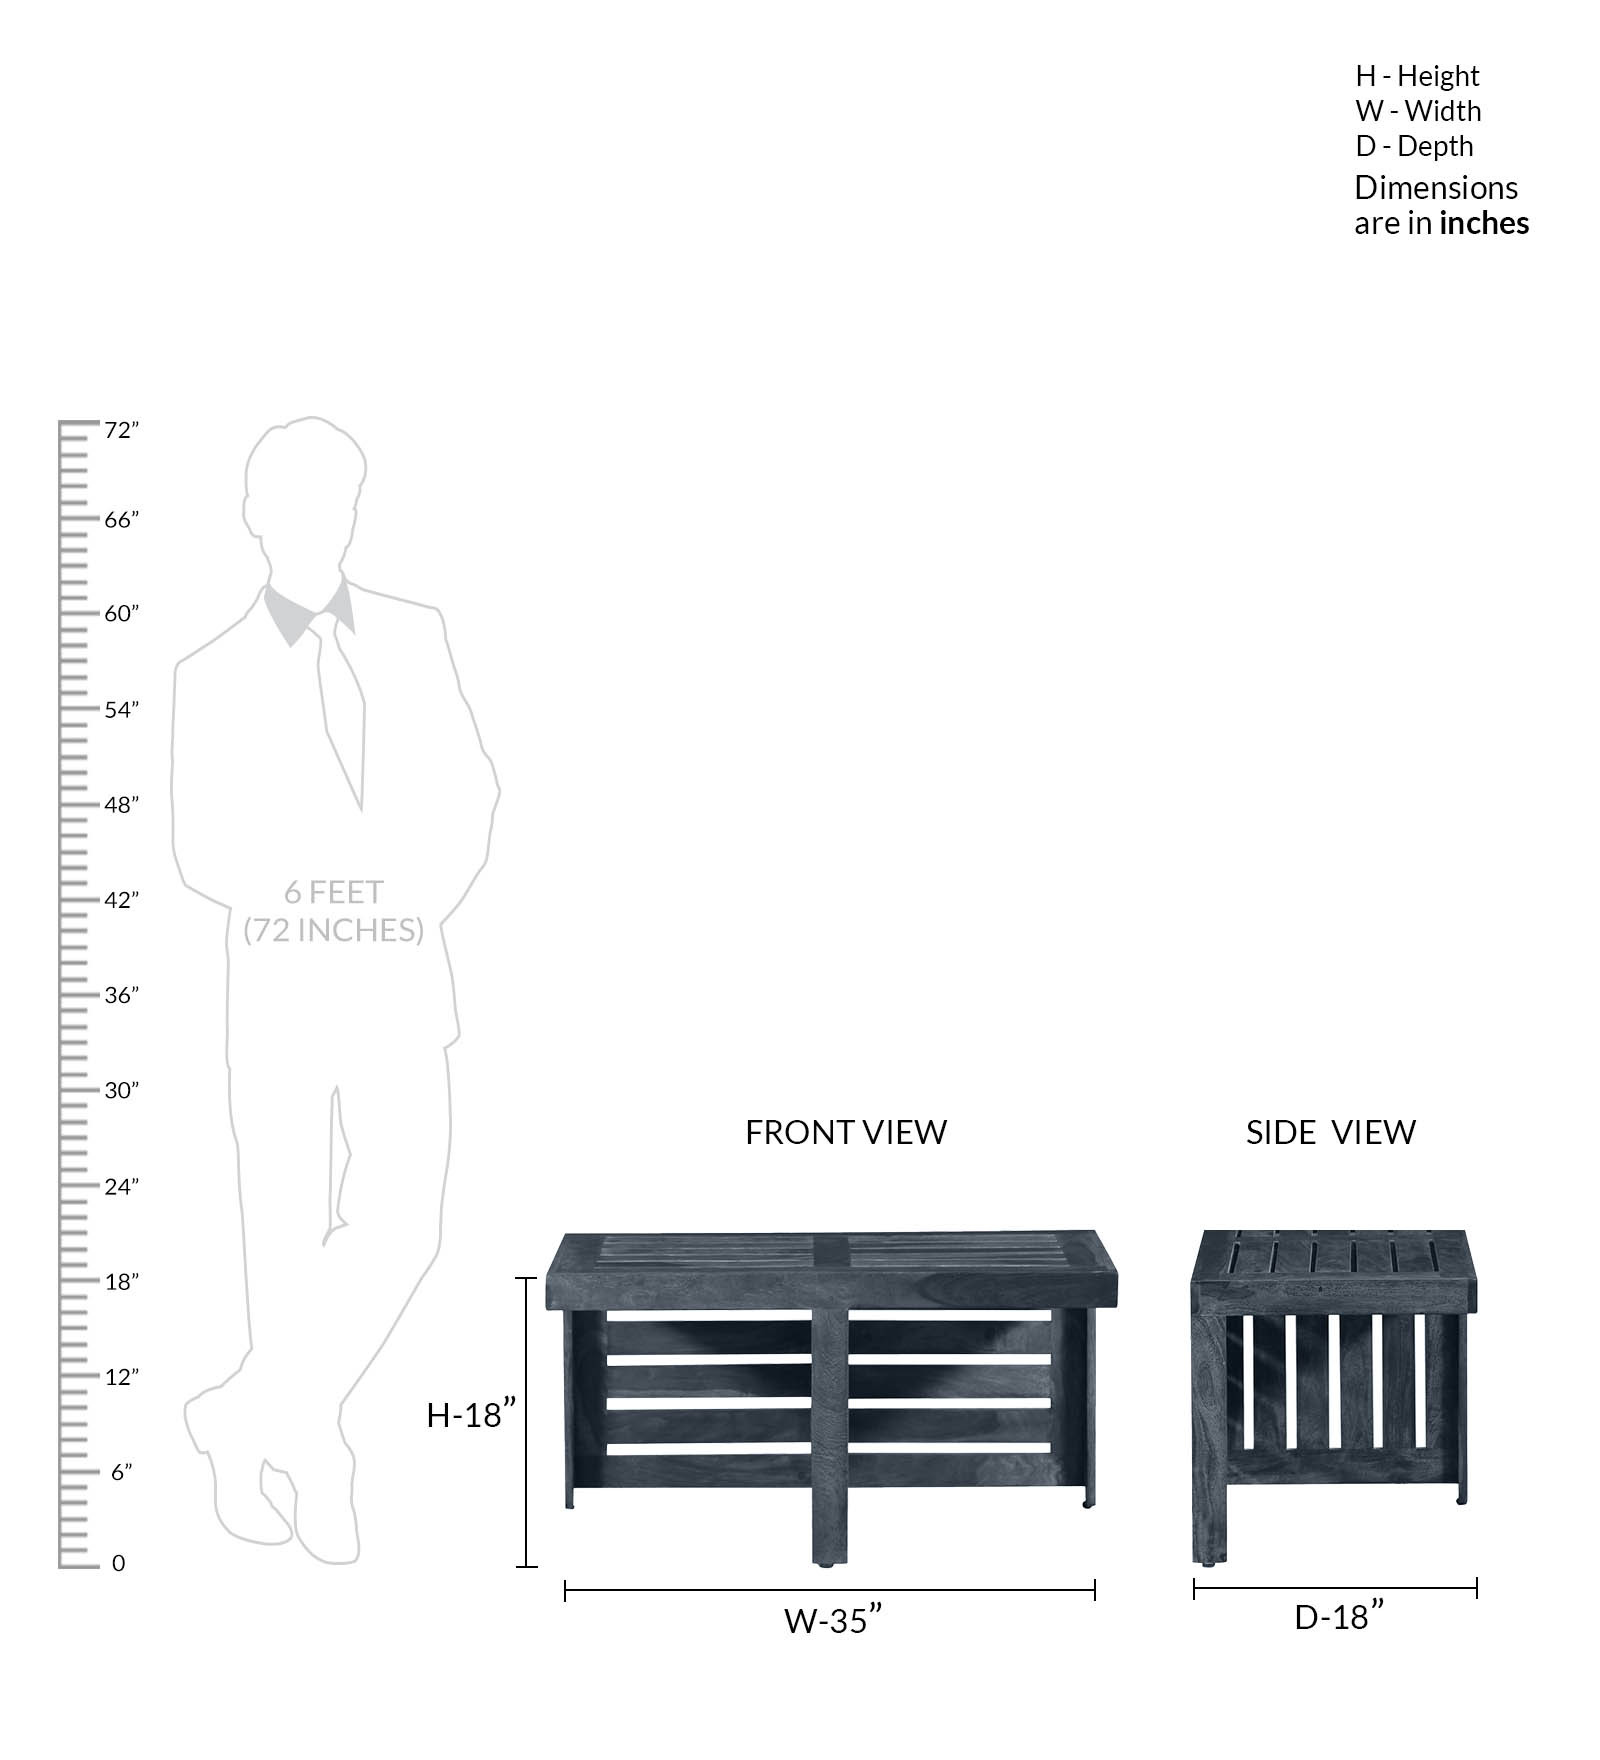 H - Height
W - Width
D - Depth
Dimensions
are in inches
72”
66”
60”
54”
48”
42”
36”
30”
24”
18”
12”
6”
0
6 FEET
(72 INCHES)
FRONT VIEW
SIDE VIEW
H-18”
W-35”
D-18”